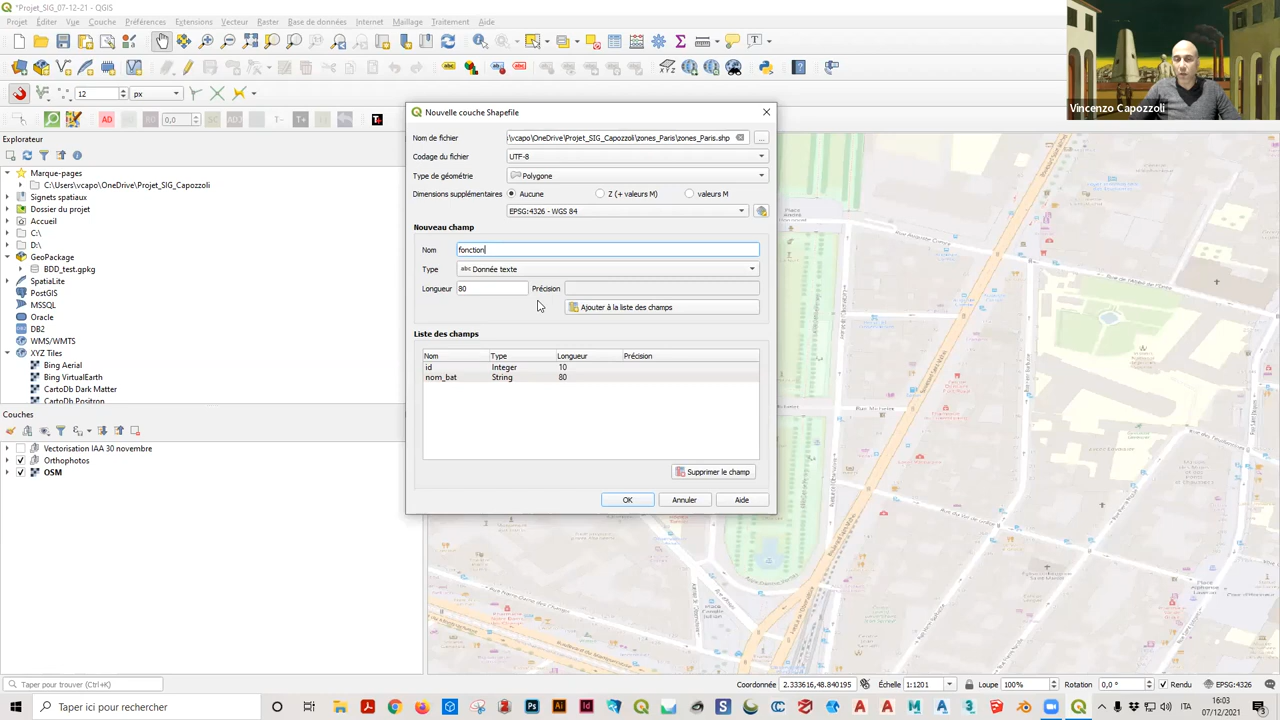 *Projet_SIG_07-12-21 - QGIS
Projet Éditer Vue Couche Préférences Extensions Vecteur Raster Base de données Internet Maillage Traitement Aide
12 px
0,0
Explorateur
Marque-pages
C:\Users\vcapo\OneDrive\Projet_SIG_Capozzoli
Signets spatiaux
Dossier du projet
Accueil
C:\
D:\
GeoPackage
BDD_test.gpkg
SpatiaLite
PostGIS
MSSQL
Oracle
DB2
WMS/WMTS
XYZ Tiles
Bing Aerial
Bing VirtualEarth
CartoDb Dark Matter
CartoDb Positron
Couches
Vectorisation IAA 30 novembre
Orthophotos
OSM
Nouvelle couche Shapefile
Nom de fichier :\vcapo\OneDrive\Projet_SIG_Capozzoli\zones_Paris\zones_Paris.shp ...
Codage du fichier UTF-8
Type de géométrie Polygone
Dimensions supplémentaires Aucune Z (+ valeurs M) valeurs M
EPSG:4326 - WGS 84
Nouveau champ
Nom fonction
Type abc Donnée texte
Longueur 80 Précision
Ajouter à la liste des champs
Liste des champs
Nom Type Longueur Précision
id Integer 10
nom_bat String 80
Supprimer le champ
OK Annuler Aide
Vincenzo Capozzoli
Taper pour trouver (Ctrl+K) Coordonnée 2.333616,48.840195 Échelle 1:1201 Loupe 100% Rotation 0,0 ° Rendu EPSG:4326
Taper ici pour rechercher ITA 16:03
07/12/2021